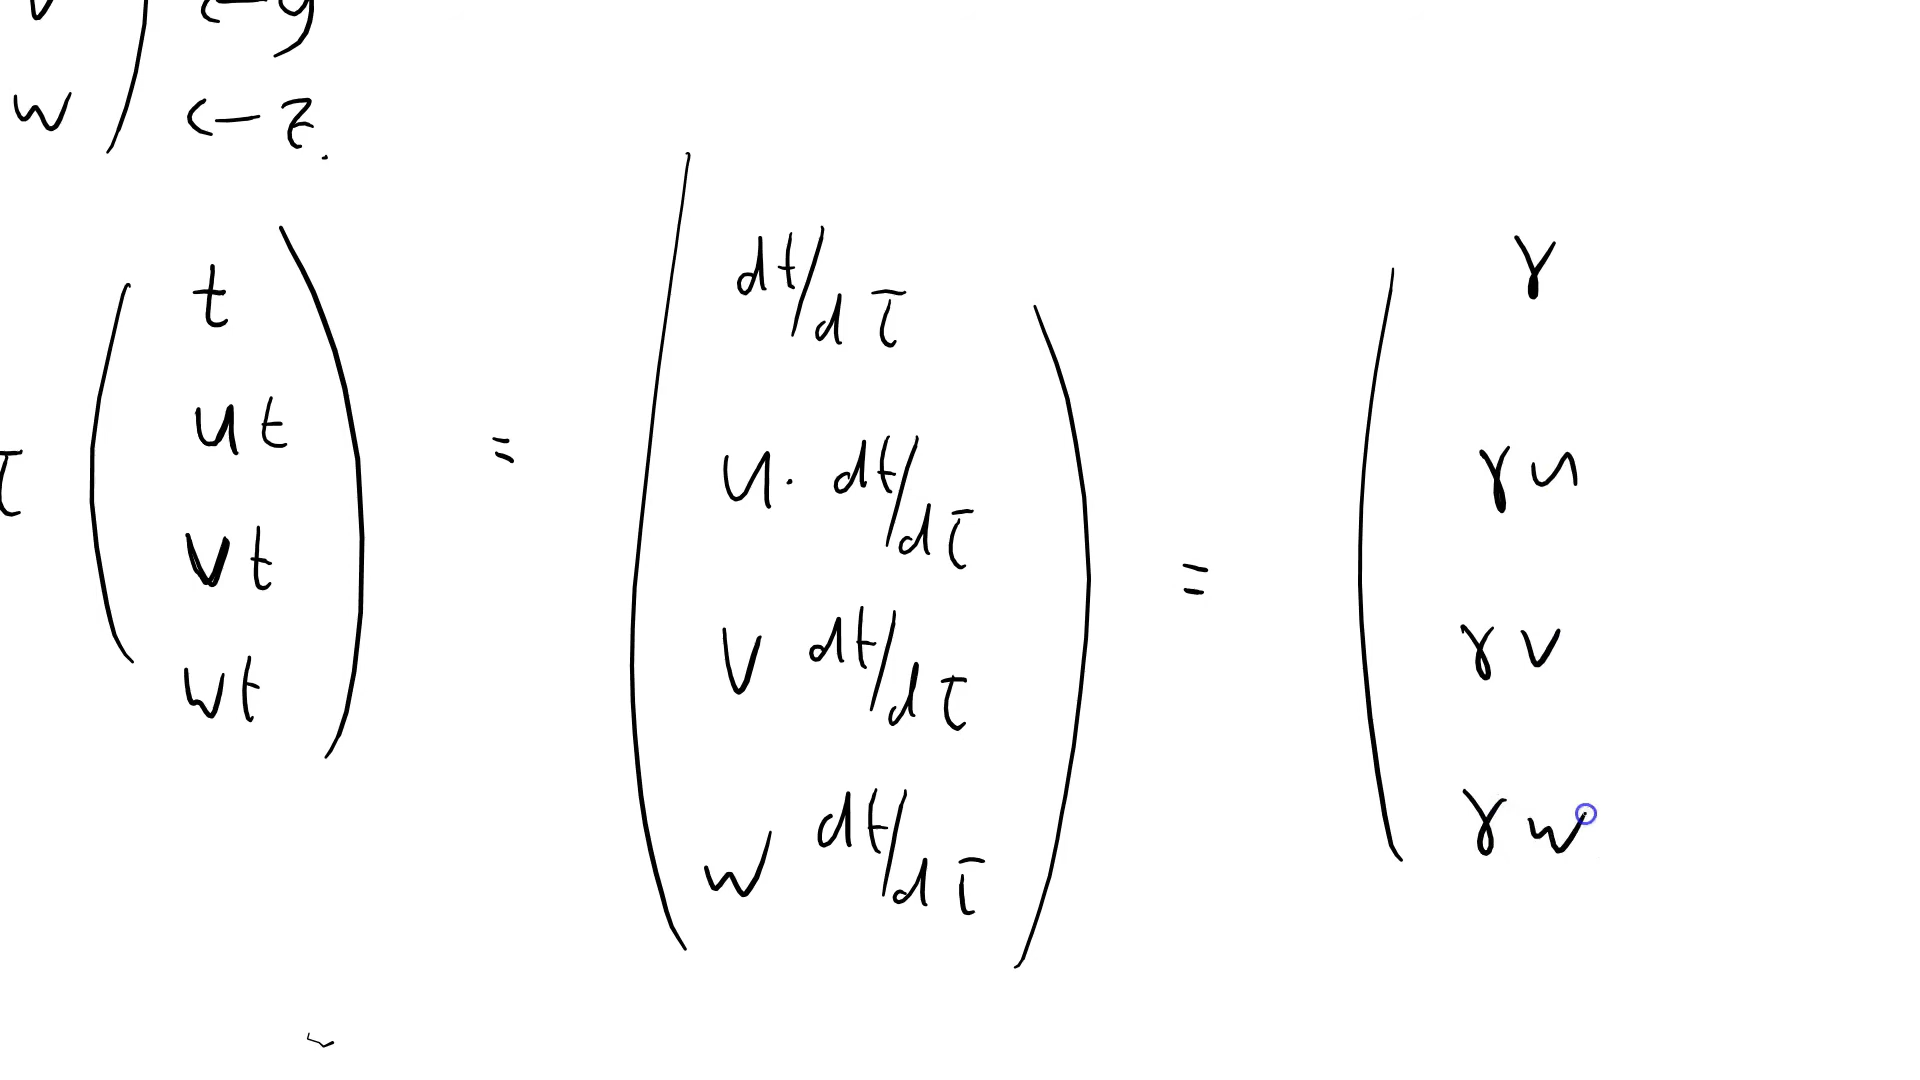 v ) ← y
w ) ← z.
τ ( t ut vt wt ) = ( dt/dτ u · dt/dτ v dt/dτ w dt/dτ ) = ( γ γu γv γw